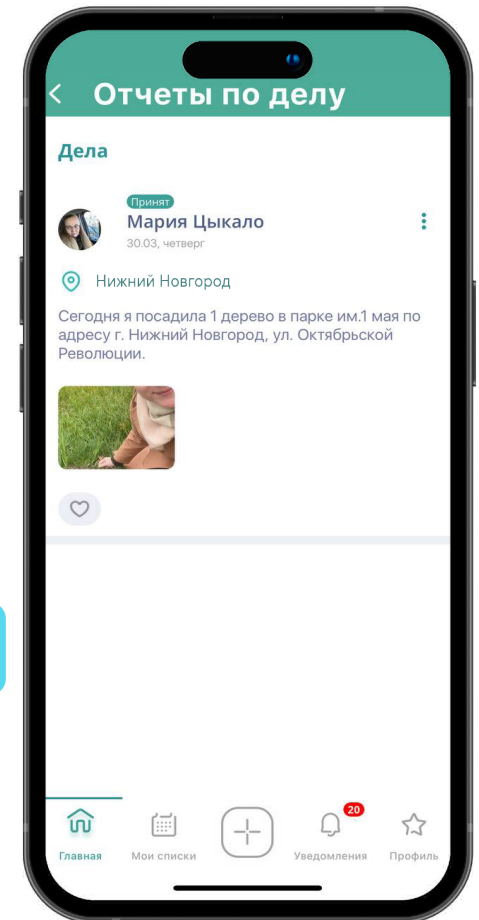 Отчеты по делу
Дела
Принят
Мария Цыкало
30.03, четверг
Нижний Новгород
Сегодня я посадила 1 дерево в парке им.1 мая по
адресу г. Нижний Новгород, ул. Октябрьской
Революции.
20
Главная
Мои списки
Уведомления
Профиль